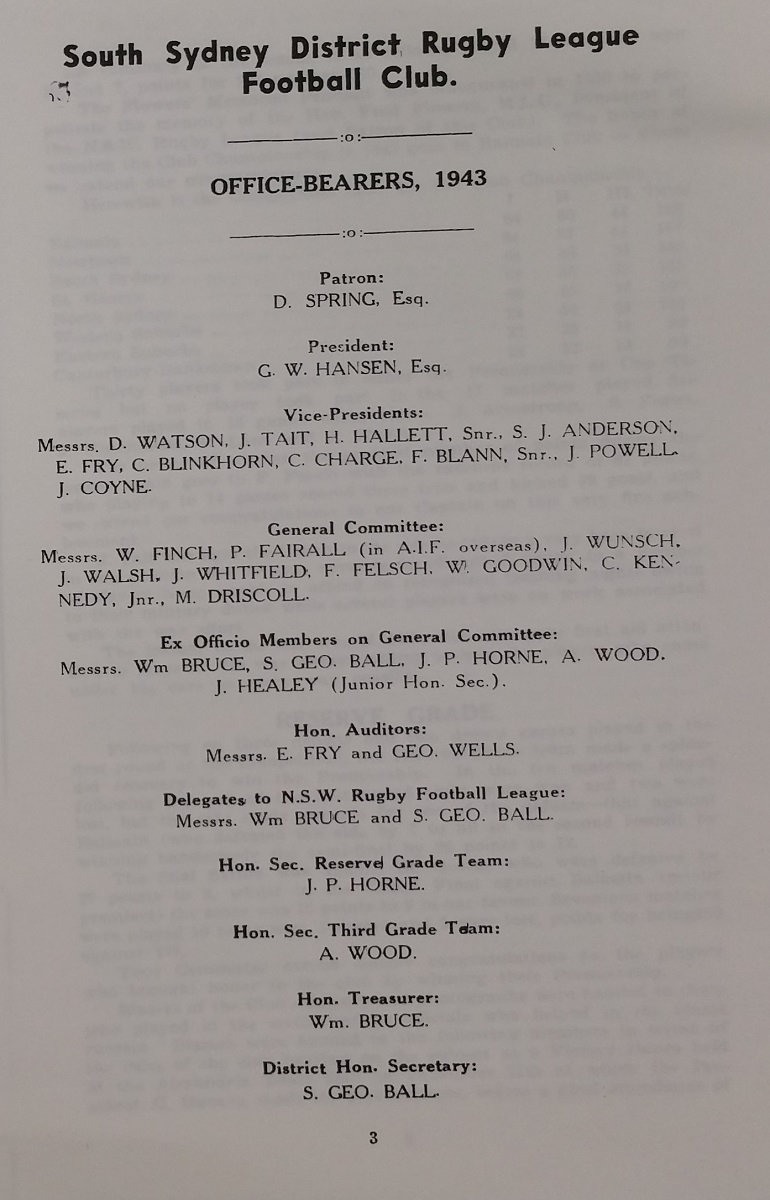 South Sydney District Rugby League
Football Club.
:o:
OFFICE-BEARERS, 1943
:o:
Patron:
D. SPRING, Esq.
President:
G. W. HANSEN, Esq.
Vice-Presidents:
Messrs. D. WATSON, J. TAIT, H. HALLETT, Snr., S. J. ANDERSON,
E. FRY, C. BLINKHORN, C. CHARGE, F. BLANN, Snr., J. POWELL,
J. COYNE.
General Committee:
Messrs. W. FINCH, P. FAIRALL (in A.I.F. overseas), J. WUNSCH,
J. WALSH, J. WHITFIELD, F. FELSCH, W. GOODWIN, C. KEN-
NEDY, Jnr., M. DRISCOLL.
Ex Officio Members on General Committee:
Messrs. Wm BRUCE, S. GEO. BALL, J. P. HORNE, A. WOOD,
J. HEALEY (Junior Hon. Sec.).
Hon. Auditors:
Messrs. E. FRY and GEO. WELLS.
Delegates to N.S.W. Rugby Football League:
Messrs. Wm BRUCE and S. GEO. BALL.
Hon. Sec. Reserve Grade Team:
J. P. HORNE.
Hon. Sec. Third Grade Team:
A. WOOD.
Hon. Treasurer:
Wm. BRUCE.
District Hon. Secretary:
S. GEO. BALL.
3